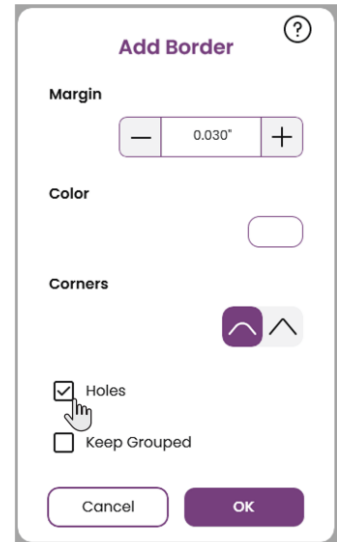 Add Border
?
Margin
0.030"
Color
Corners
Holes
Keep Grouped
Cancel OK